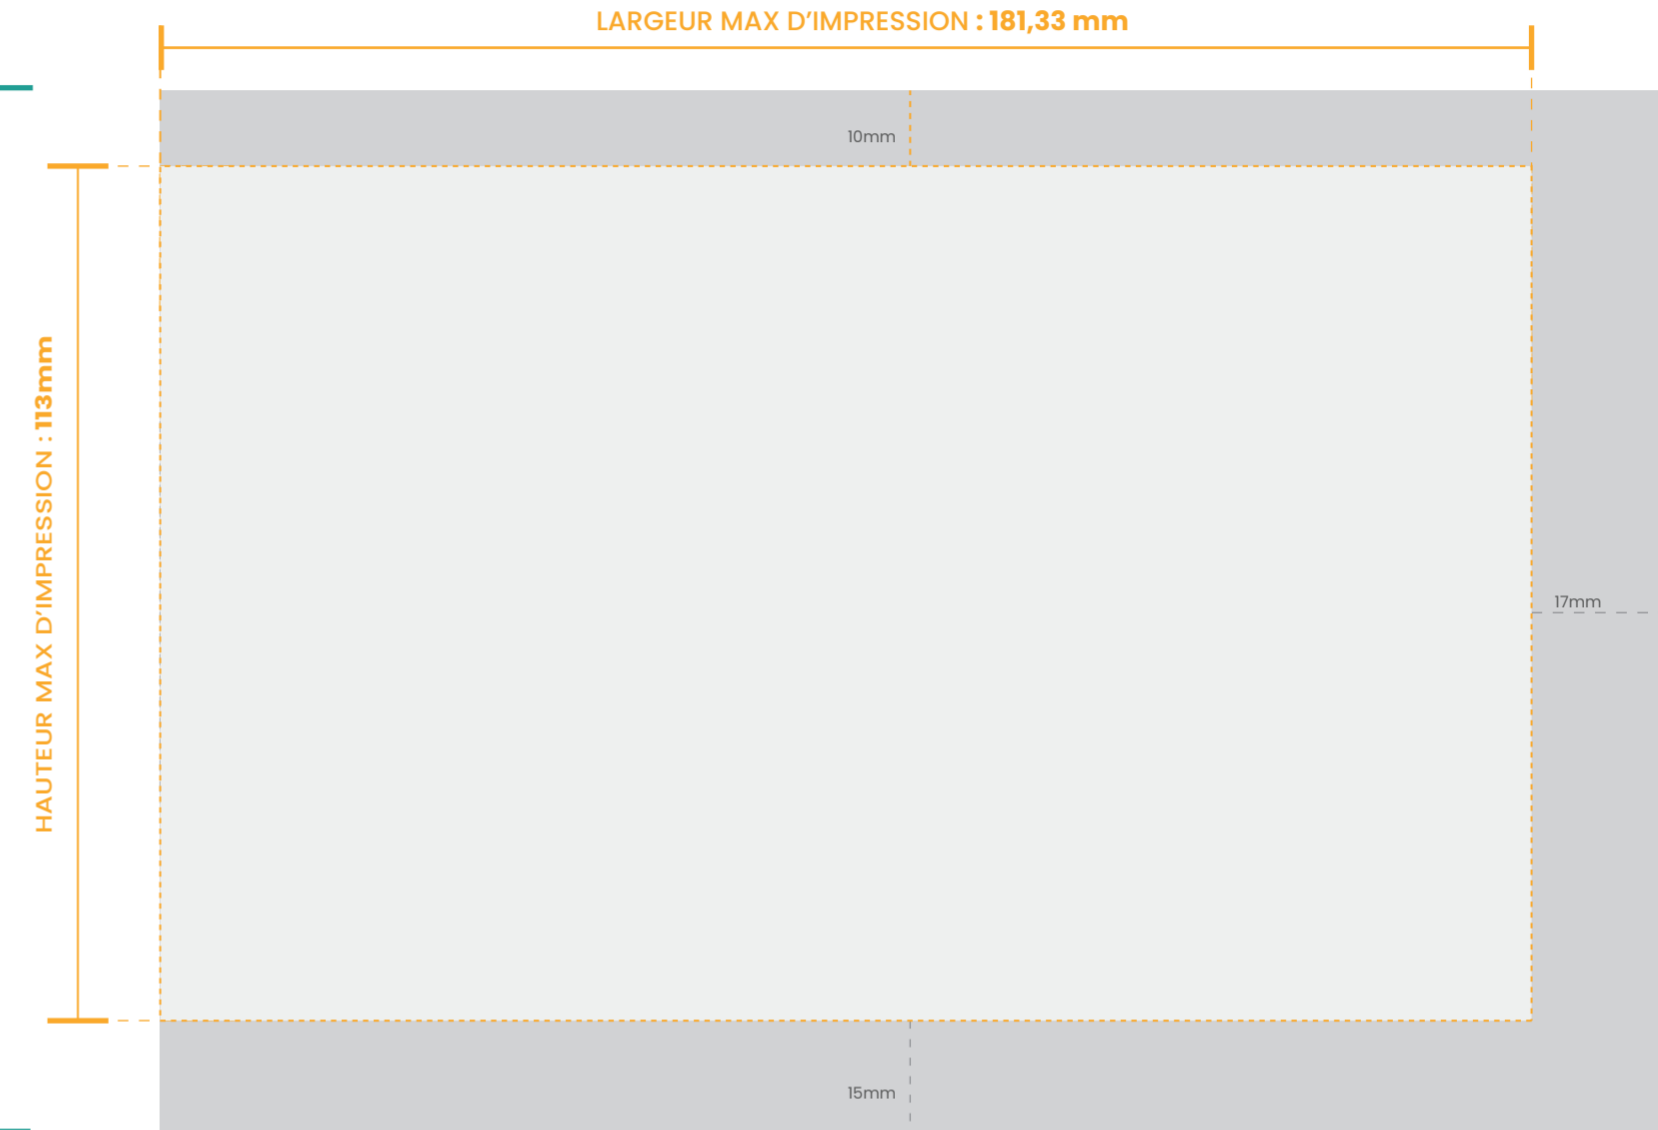 LARGEUR MAX D’IMPRESSION : 181,33 mm
10mm
HAUTEUR MAX D’IMPRESSION : 113mm
17mm
15mm